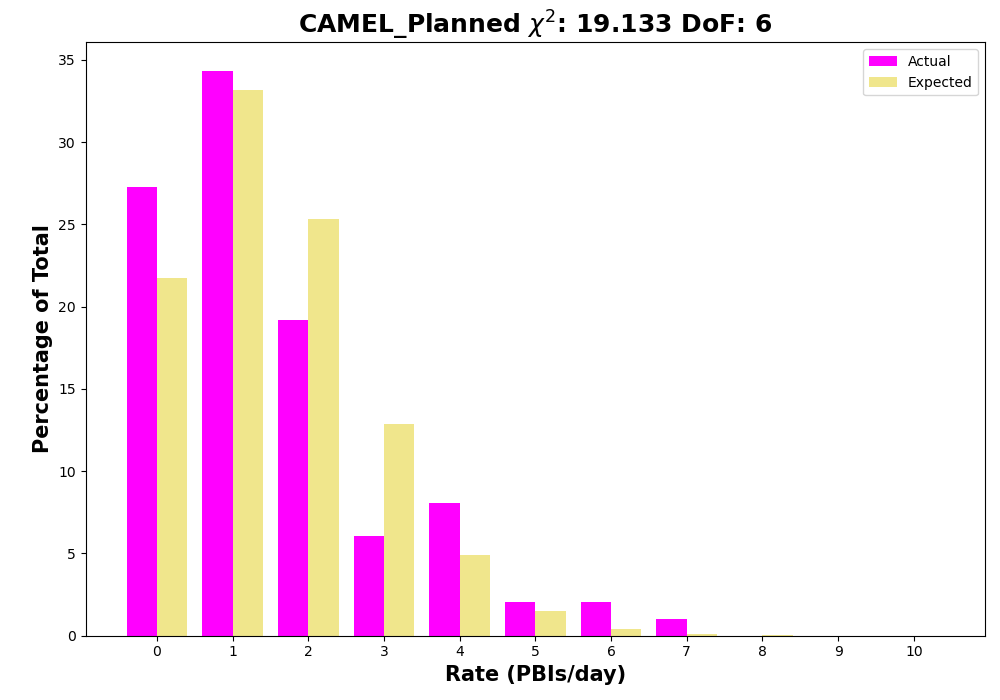 CAMEL_Planned χ²: 19.133 DoF: 6
Actual
Expected
Percentage of Total
35
30
25
20
15
10
5
0
0 1 2 3 4 5 6 7 8 9 10
Rate (PBIs/day)